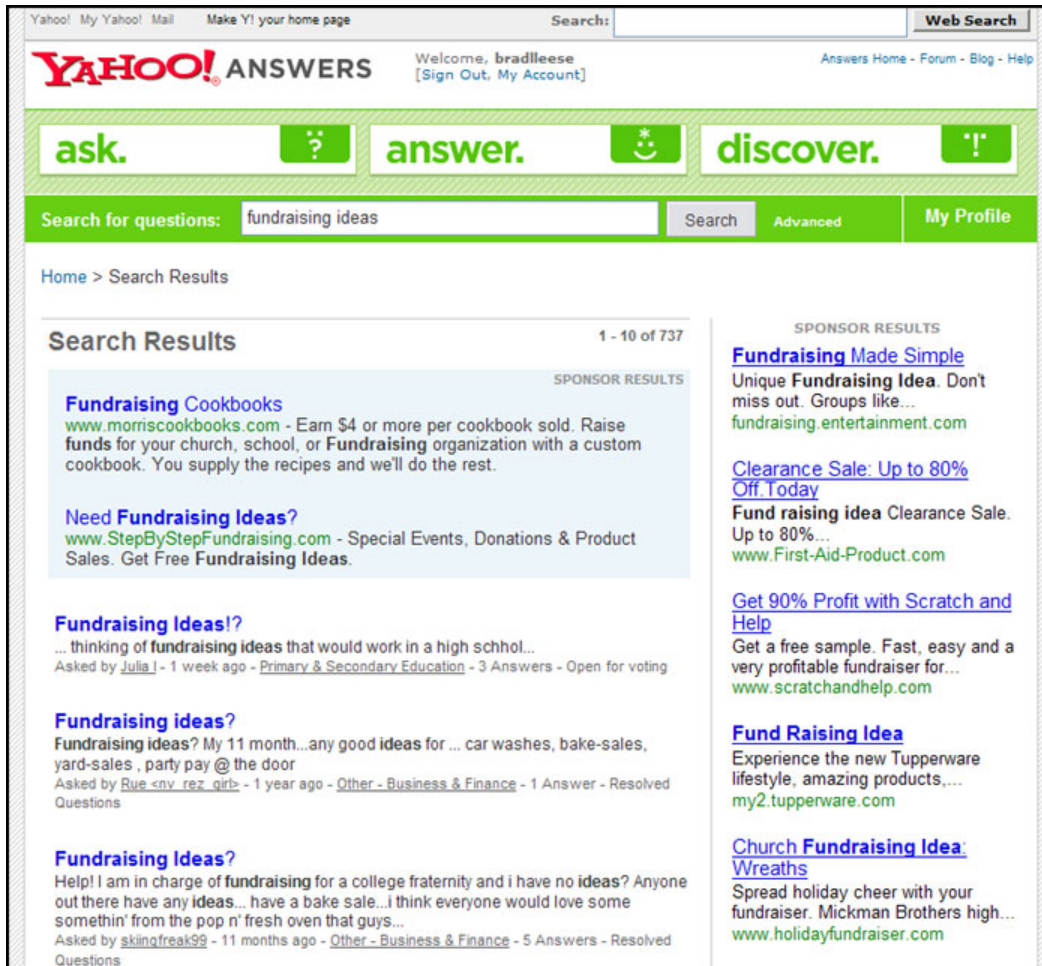 Yahoo! My Yahoo! Mail Make Y! your home page Search: Web Search
YAHOO! ANSWERS
Welcome, bradlleese
[Sign Out, My Account]
Answers Home - Forum - Blog - Help
ask. ? answer. discover. "!"
Search for questions: fundraising ideas Search Advanced My Profile
Home > Search Results
Search Results 1 - 10 of 737
SPONSOR RESULTS
Fundraising Cookbooks
www.morriscookbooks.com - Earn $4 or more per cookbook sold. Raise
funds for your church, school, or Fundraising organization with a custom
cookbook. You supply the recipes and we'll do the rest.
Need Fundraising Ideas?
www.StepByStepFundraising.com - Special Events, Donations & Product
Sales. Get Free Fundraising Ideas.
Fundraising Ideas!?
... thinking of fundraising ideas that would work in a high schhol...
Asked by Julia I - 1 week ago - Primary & Secondary Education - 3 Answers - Open for voting
Fundraising ideas?
Fundraising ideas? My 11 month...any good ideas for ... car washes, bake-sales,
yard-sales , party pay @ the door
Asked by Rue <nv_rez_girl> - 1 year ago - Other - Business & Finance - 1 Answer - Resolved
Questions
Fundraising Ideas?
Help! I am in charge of fundraising for a college fraternity and i have no ideas? Anyone
out there have any ideas... have a bake sale...i think everyone would love some
somethin' from the pop n' fresh oven that guys...
Asked by skiingfreak99 - 11 months ago - Other - Business & Finance - 5 Answers - Resolved
Questions
SPONSOR RESULTS
Fundraising Made Simple
Unique Fundraising Idea. Don't
miss out. Groups like...
fundraising.entertainment.com
Clearance Sale: Up to 80%
Off.Today
Fund raising idea Clearance Sale.
Up to 80%...
www.First-Aid-Product.com
Get 90% Profit with Scratch and
Help
Get a free sample. Fast, easy and a
very profitable fundraiser for...
www.scratchandhelp.com
Fund Raising Idea
Experience the new Tupperware
lifestyle, amazing products,...
my2.tupperware.com
Church Fundraising Idea:
Wreaths
Spread holiday cheer with your
fundraiser. Mickman Brothers high...
www.holidayfundraiser.com